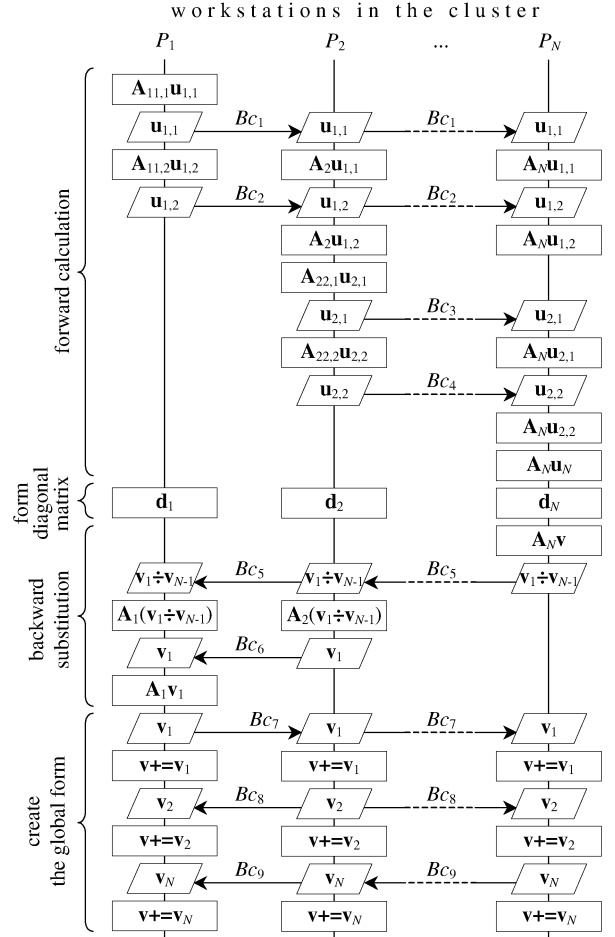 workstations in the cluster
P1 P2 ... PN
A11,1u1,1
u1,1 Bc1 u1,1 Bc1 u1,1
A11,2u1,2 A2u1,1 ANu1,1
u1,2 Bc2 u1,2 Bc2 u1,2
A2u1,2 ANu1,2
A22,1u2,1
u2,1 Bc3 u2,1
A22,2u2,2 ANu2,1
u2,2 Bc4 u2,2
ANu2,2
ANuN
forward calculation
d1 d2 dN
form
diagonal
matrix
ANv
v1÷vN-1 Bc5 v1÷vN-1 Bc5 v1÷vN-1
A1(v1÷vN-1) A2(v1÷vN-1)
v1 Bc6 v1
A1v1
backward
substitution
v1 Bc7 v1 Bc7 v1
v+=v1 v+=v1 v+=v1
v2 Bc8 v2 Bc8 v2
v+=v2 v+=v2 v+=v2
vN Bc9 vN Bc9 vN
v+=vN v+=vN v+=vN
create
the global form